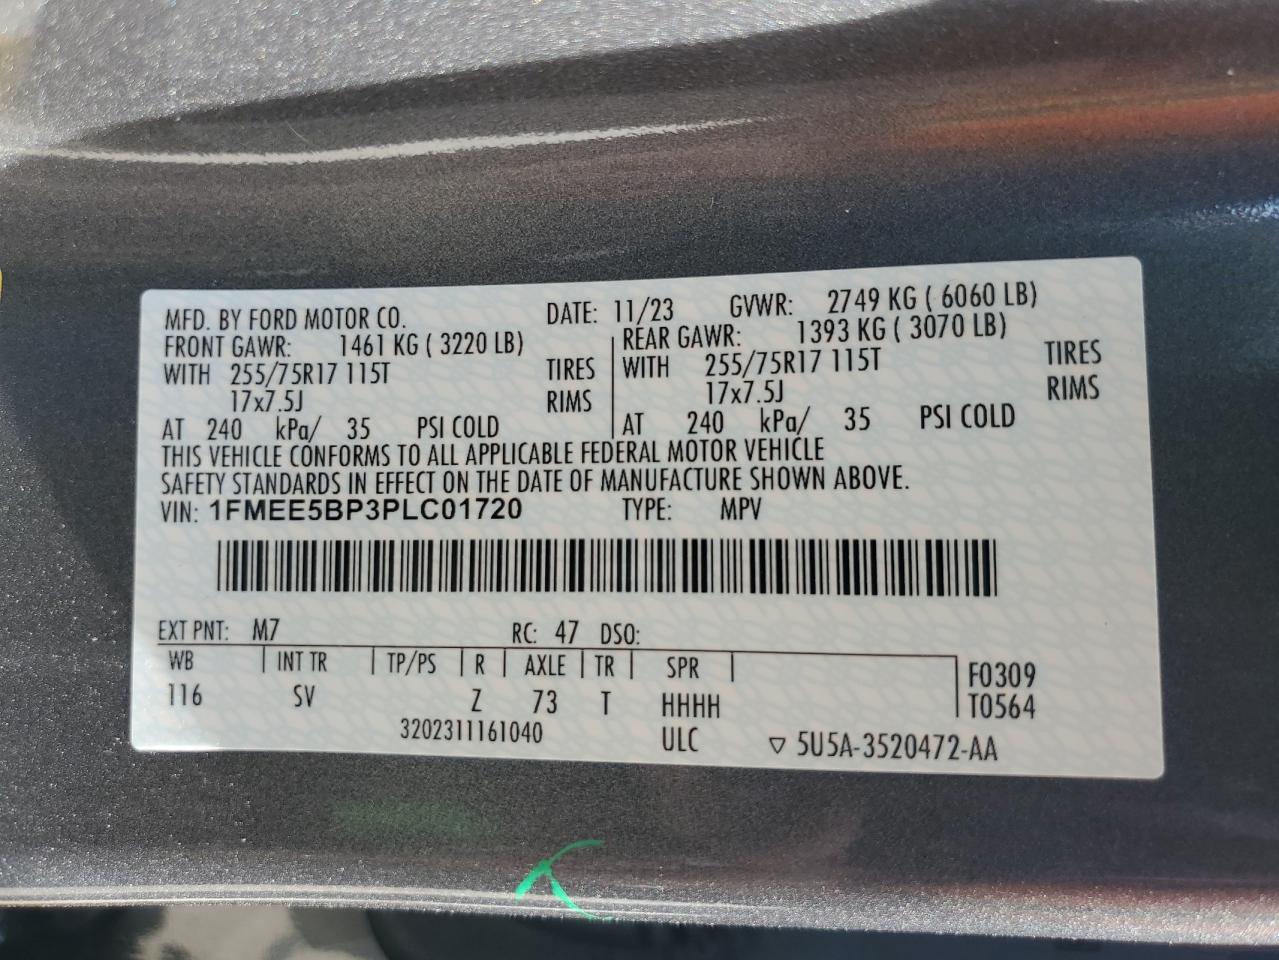 MFD. BY FORD MOTOR CO. DATE: 11/23 GVWR: 2749 KG ( 6060 LB)
FRONT GAWR: 1461 KG ( 3220 LB) REAR GAWR: 1393 KG ( 3070 LB)
WITH 255/75R17 115T TIRES WITH 255/75R17 115T TIRES
17x7.5J RIMS 17x7.5J RIMS
AT 240 kPa/ 35 PSI COLD AT 240 kPa/ 35 PSI COLD
THIS VEHICLE CONFORMS TO ALL APPLICABLE FEDERAL MOTOR VEHICLE
SAFETY STANDARDS IN EFFECT ON THE DATE OF MANUFACTURE SHOWN ABOVE.
VIN: 1FMEE5BP3PLC01720 TYPE: MPV
EXT PNT: M7 RC: 47 DSO:
WB INT TR TP/PS R AXLE TR SPR F0309
116 SV Z 73 T HHHH T0564
3202311161040 ULC ▽ 5U5A-3520472-AA